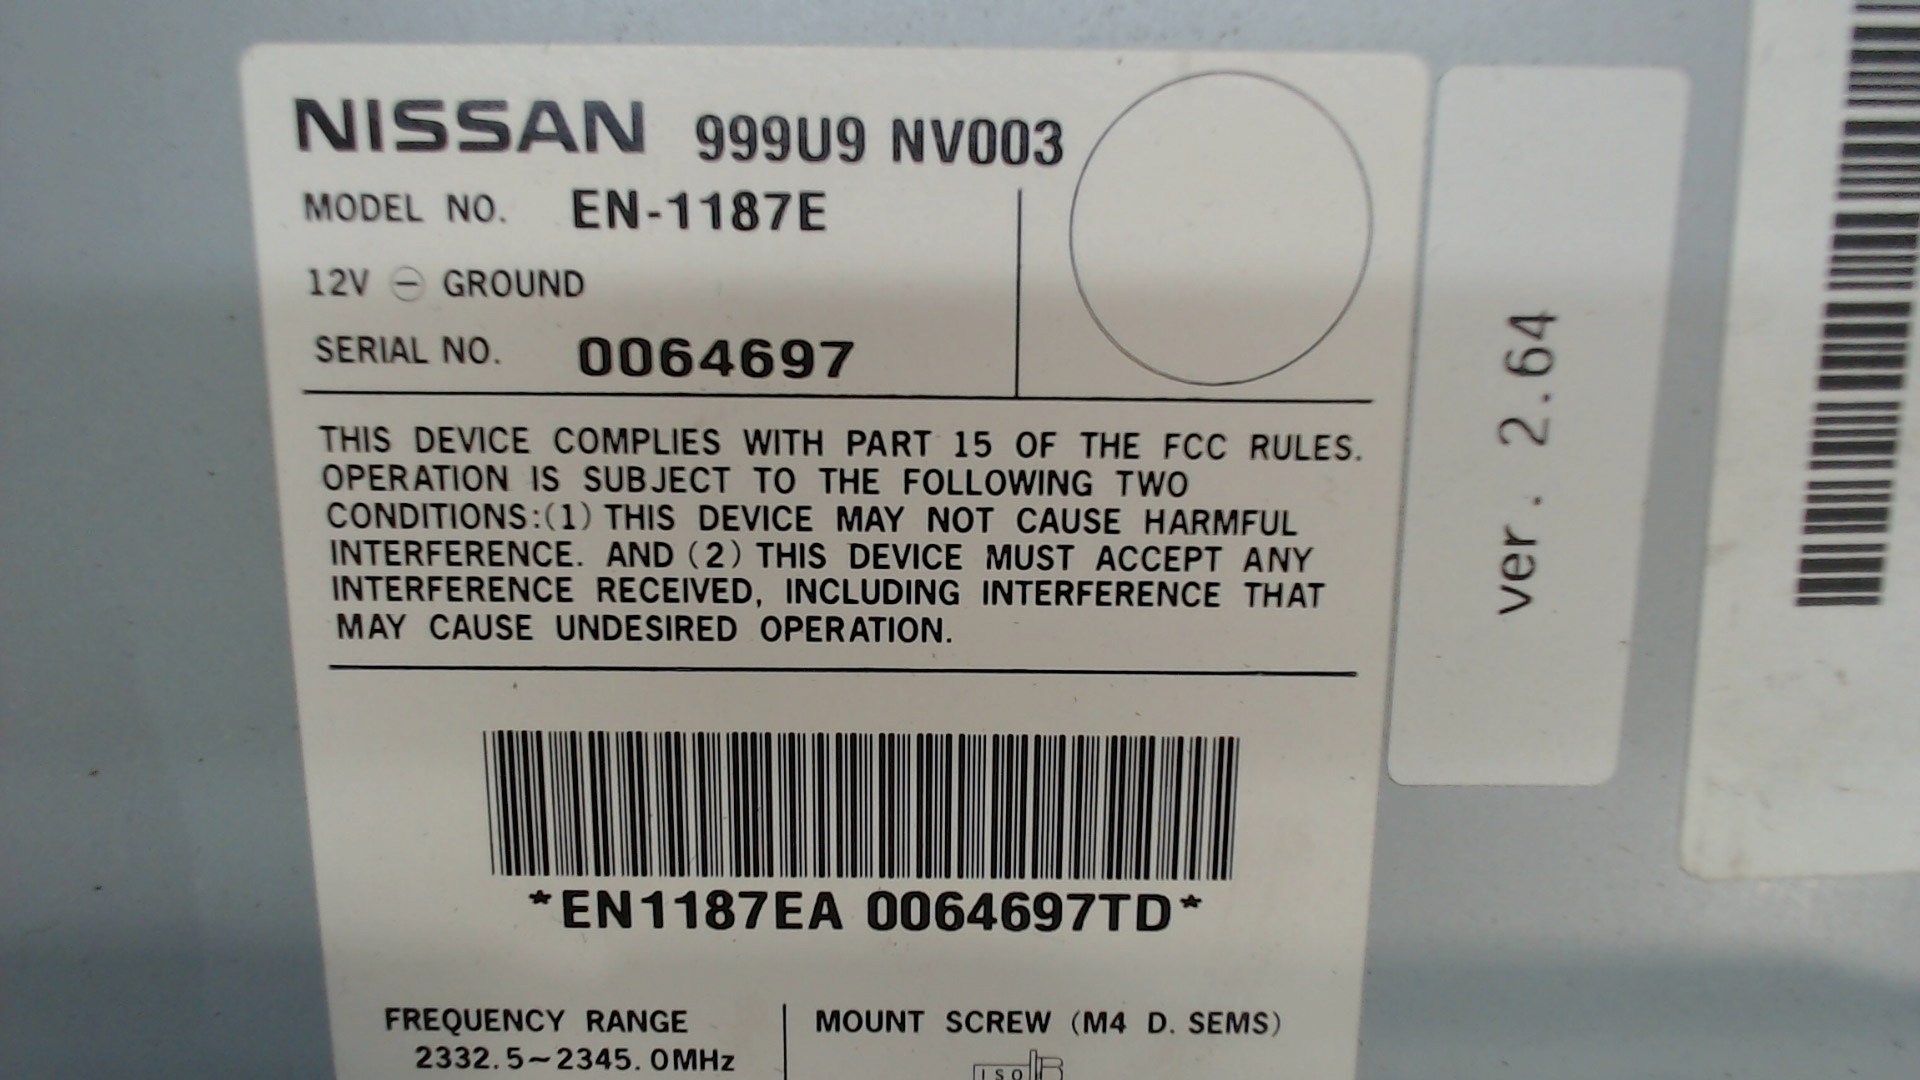 NISSAN 999U9 NV003
MODEL NO. EN-1187E
12V ⊖ GROUND
SERIAL NO. 0064697
THIS DEVICE COMPLIES WITH PART 15 OF THE FCC RULES.
OPERATION IS SUBJECT TO THE FOLLOWING TWO
CONDITIONS:(1) THIS DEVICE MAY NOT CAUSE HARMFUL
INTERFERENCE. AND (2) THIS DEVICE MUST ACCEPT ANY
INTERFERENCE RECEIVED, INCLUDING INTERFERENCE THAT
MAY CAUSE UNDESIRED OPERATION.
*EN1187EA 0064697TD*
FREQUENCY RANGE
2332.5~2345.0MHz
MOUNT SCREW (M4 D. SEMS)
ISO
ver. 2.64